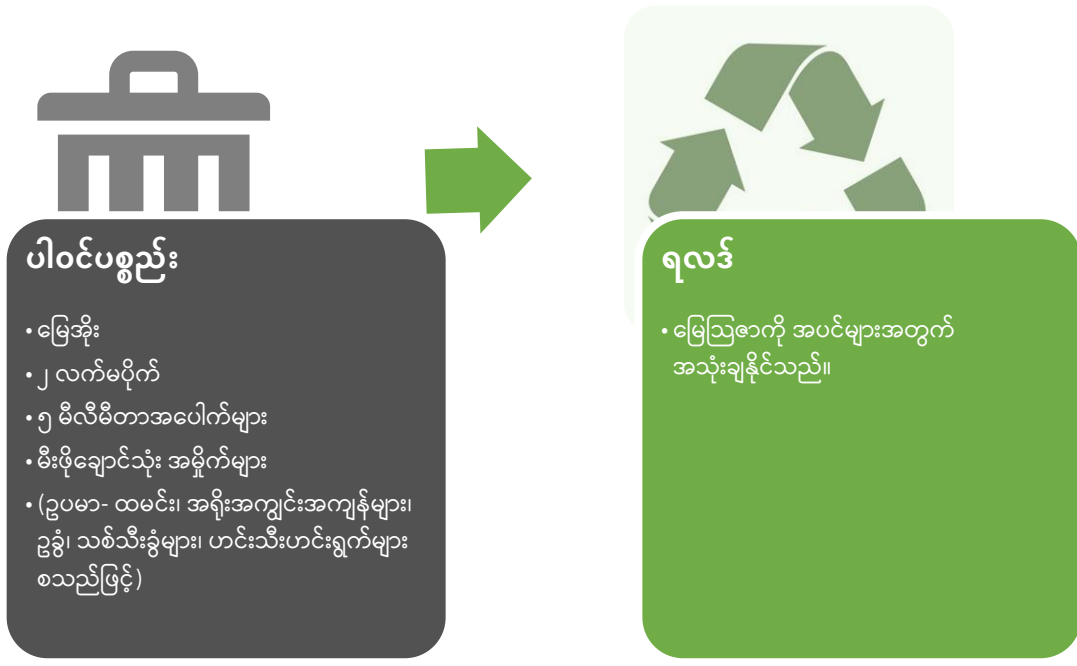 ပါဝင်ပစ္စည်း
• မြေအိုး
• ၂ လက်မပိုက်
• ၅ မီလီမီတာအပေါက်များ
• မီးဖိုချောင်သုံး အမှိုက်များ
• (ဥပမာ- ထမင်း၊ အရိုးအကျွင်းအကျန်များ၊
ဥခွံ၊ သစ်သီးခွံများ၊ ဟင်းသီးဟင်းရွက်များ
စသည်ဖြင့်)
ရလဒ်
• မြေဩဇာကို အပင်များအတွက်
အသုံးချနိုင်သည်။